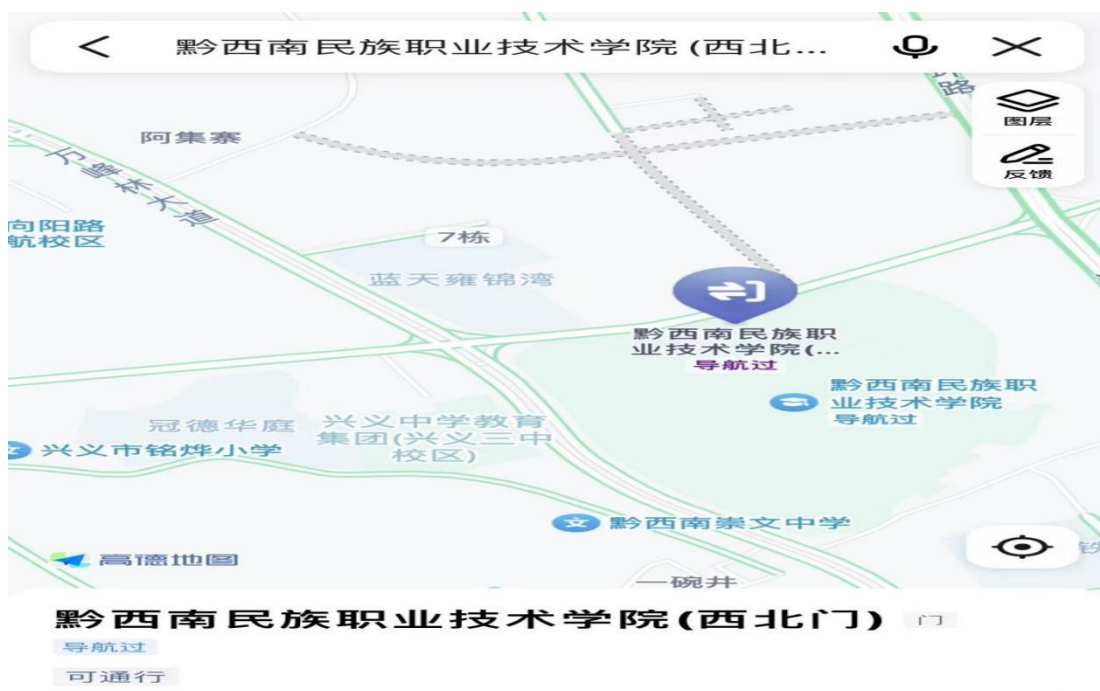 黔西南民族职业技术学院(西北...
环
路
图层
反馈
阿集寨
万峰林大道
向阳路
航校区
7栋
蓝天雍锦湾
黔西南民族职
业技术学院(...
导航过
黔西南民族职
业技术学院
导航过
冠德华庭
兴义中学教育
集团(兴义三中
校区)
兴义市铭烨小学
黔西南崇文中学
高德地图
一碗井
黔西南民族职业技术学院(西北门)
门
导航过
可通行